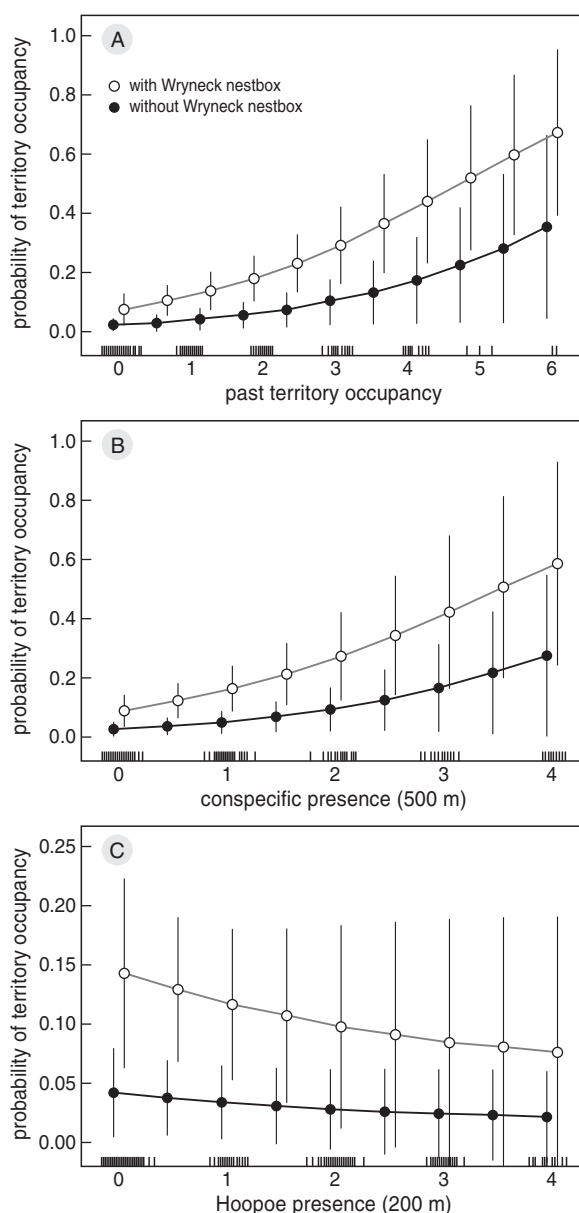 A
with Wryneck nestbox
without Wryneck nestbox
probability of territory occupancy
1.0
0.8
0.6
0.4
0.2
0.0
0 1 2 3 4 5 6
past territory occupancy
B
probability of territory occupancy
1.0
0.8
0.6
0.4
0.2
0.0
0 1 2 3 4
conspecific presence (500 m)
C
probability of territory occupancy
0.25
0.20
0.15
0.10
0.05
0.00
0 1 2 3 4
Hoopoe presence (200 m)